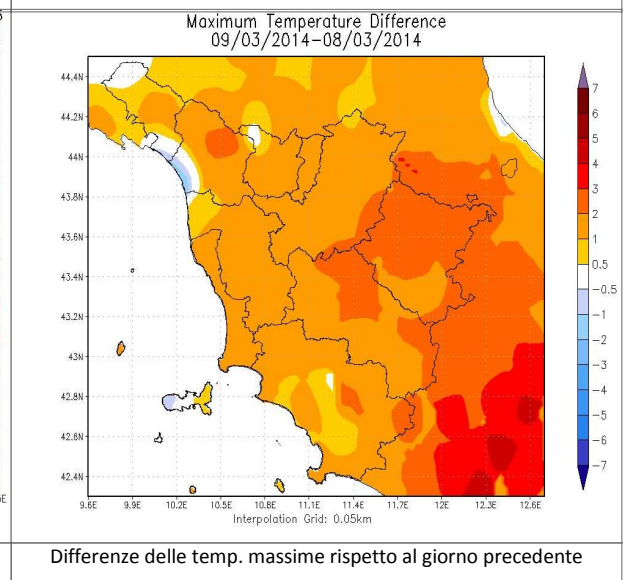 Maximum Temperature Difference
09/03/2014-08/03/2014
44.4N
44.2N
44N
43.8N
43.6N
43.4N
43.2N
43N
42.8N
42.6N
42.4N
9.6E 9.9E 10.2E 10.5E 10.8E 11.1E 11.4E 11.7E 12E 12.3E 12.6E
Interpolation Grid: 0.05km
7
6
5
4
3
2
1
0.5
-0.5
-1
-2
-3
-4
-5
-6
-7
Differenze delle temp. massime rispetto al giorno precedente